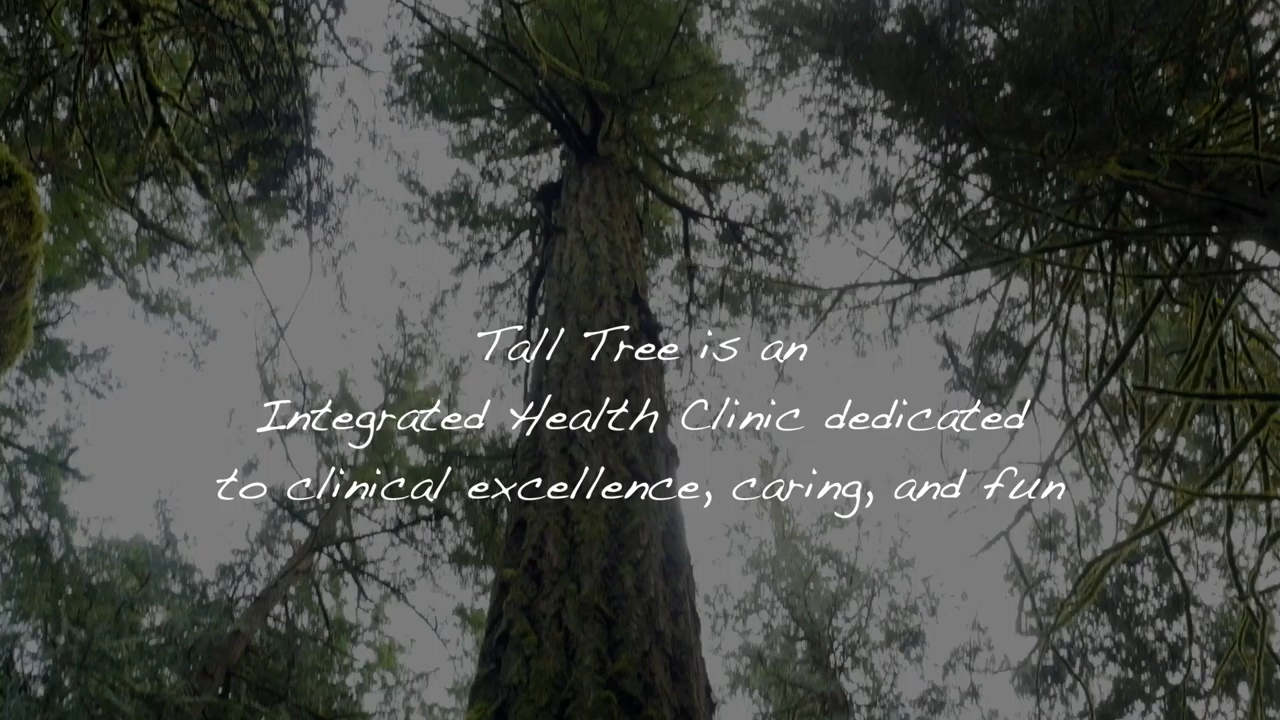 Tall Tree is an
Integrated Health Clinic dedicated
to clinical excellence, caring, and fun